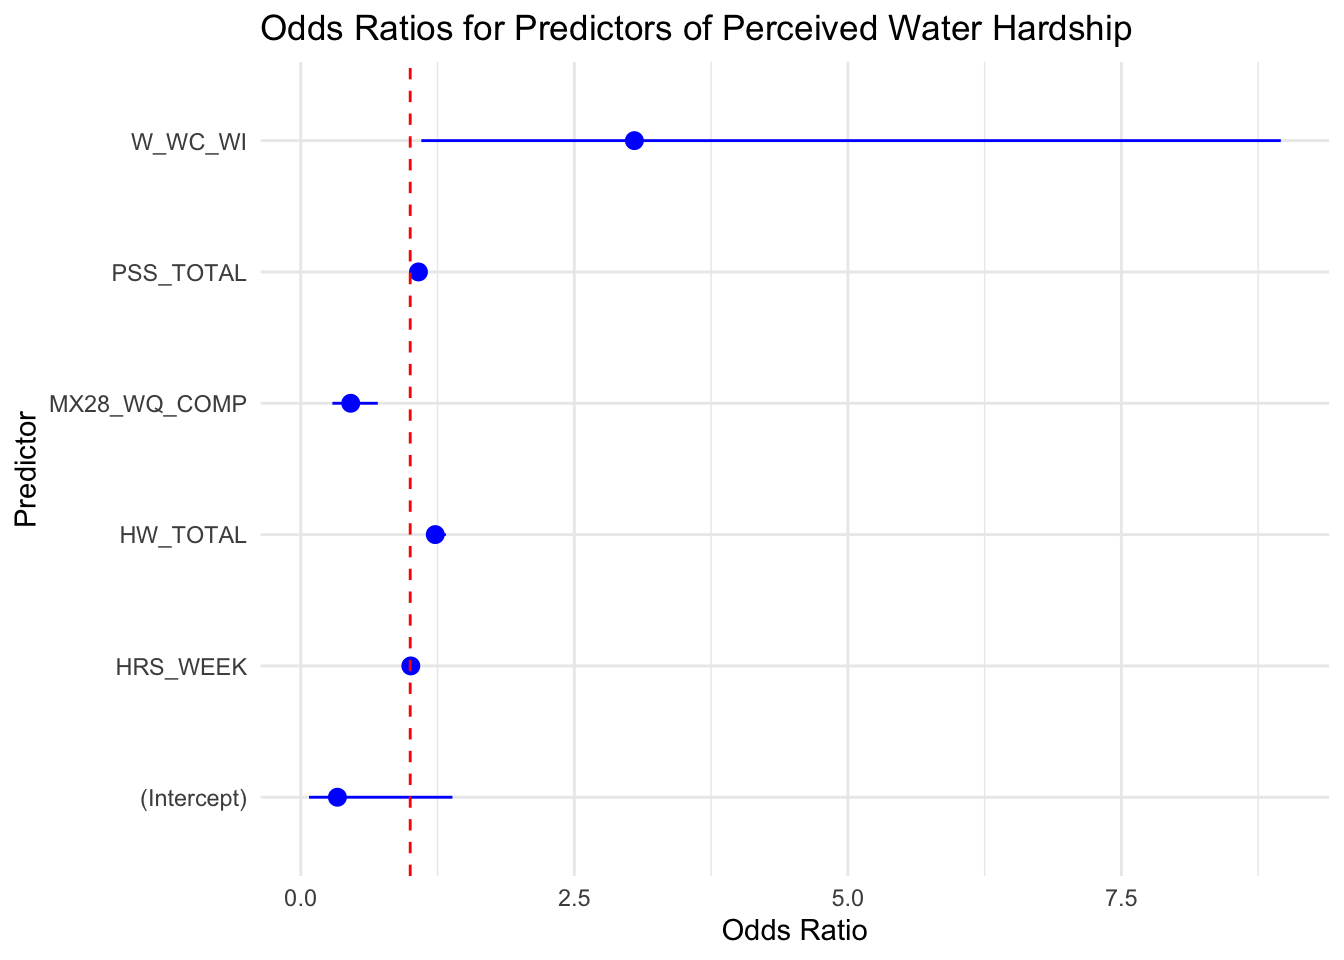 Odds Ratios for Predictors of Perceived Water Hardship
W_WC_WI
PSS_TOTAL
MX28_WQ_COMP
HW_TOTAL
HRS_WEEK
(Intercept)
Predictor
0.0 2.5 5.0 7.5
Odds Ratio